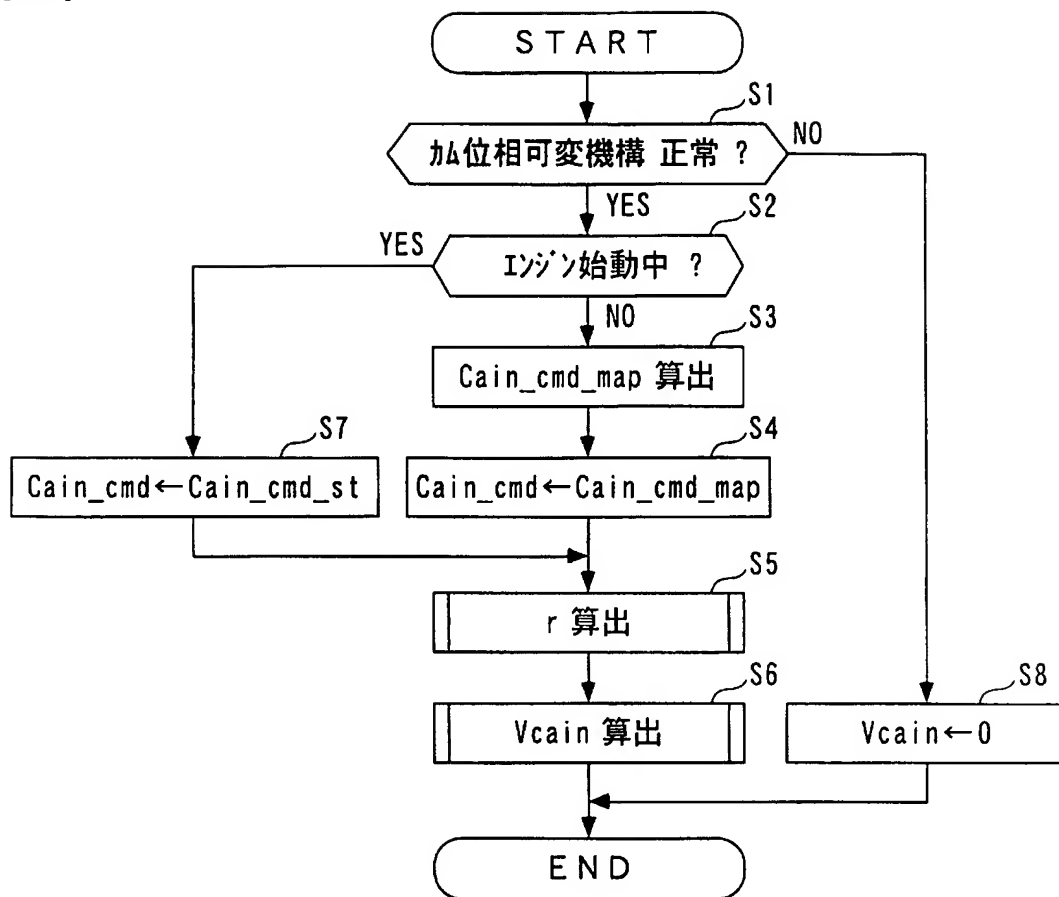 START
S1
ｶﾑ位相可変機構 正常 ?
NO
YES
S2
YES
ｴﾝｼﾞﾝ始動中 ?
NO
S3
Cain_cmd_map 算出
S7
S4
Cain_cmd←Cain_cmd_st
Cain_cmd←Cain_cmd_map
S5
r 算出
S6
S8
Vcain 算出
Vcain←0
END